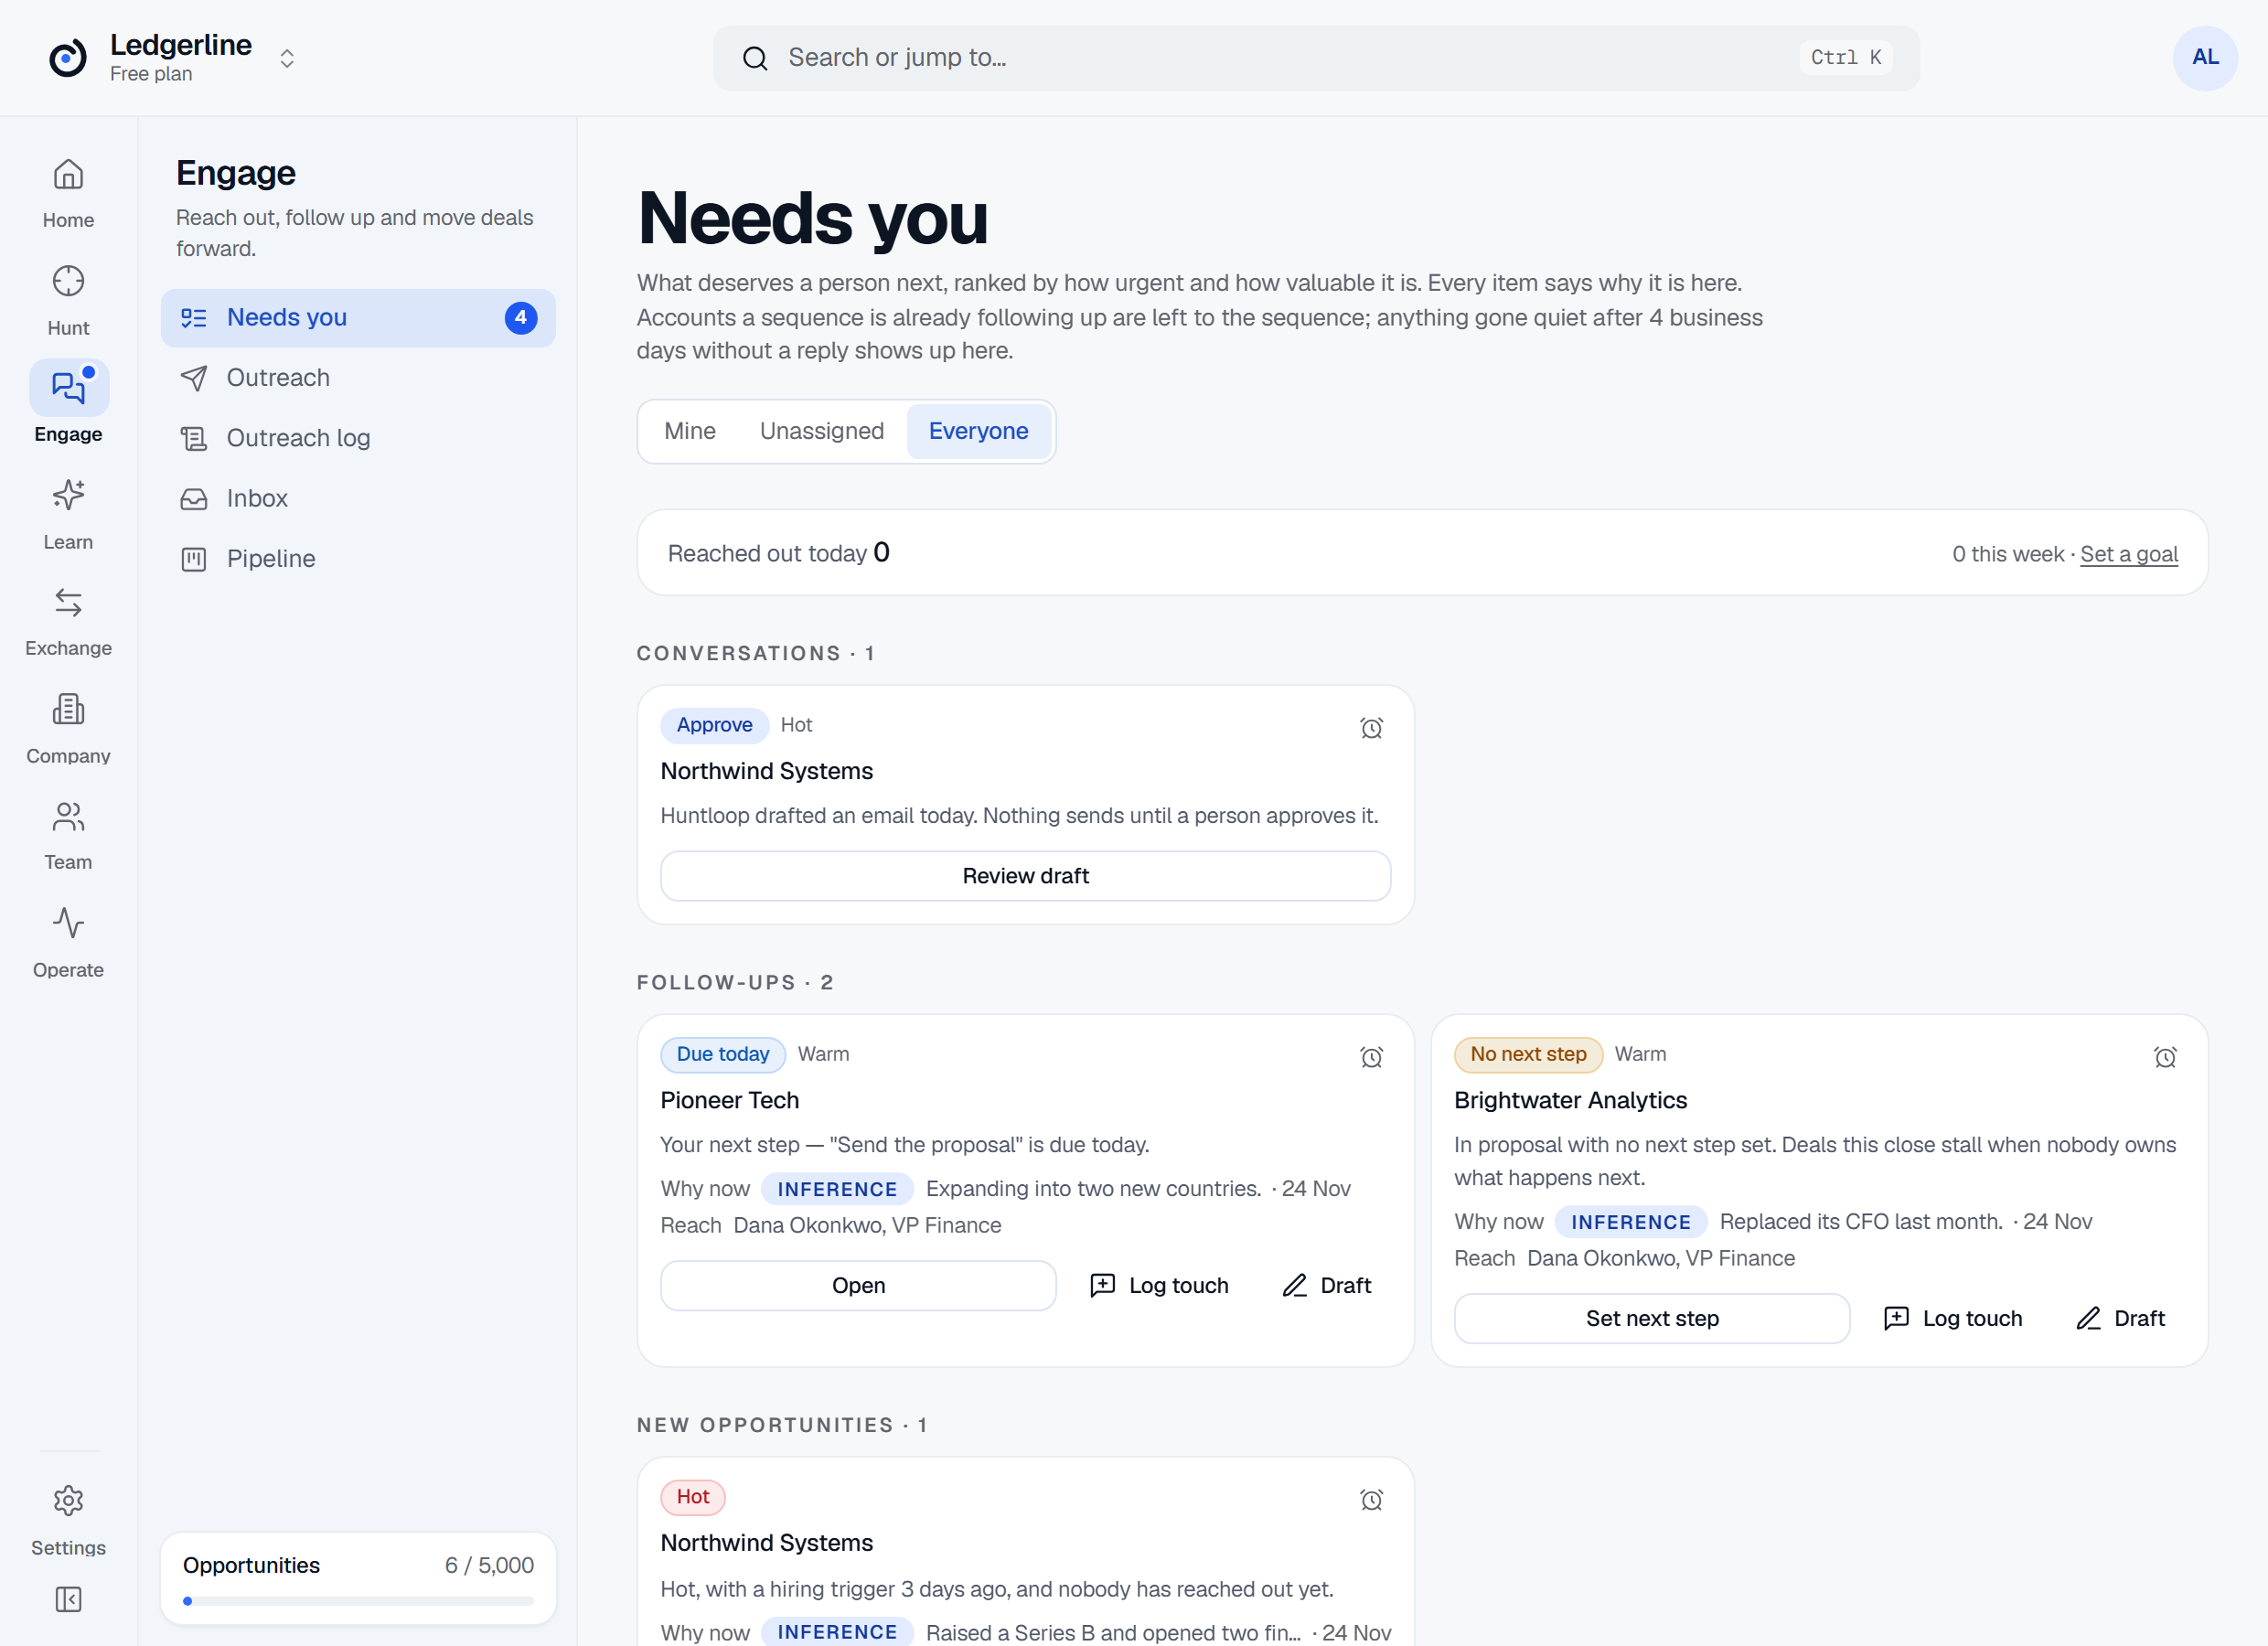 Ledgerline
Free plan
Search or jump to...
Ctrl K
AL
Home
Hunt
Engage
Learn
Exchange
Company
Team
Operate
Settings
Engage
Reach out, follow up and move deals
forward.
Needs you 4
Outreach
Outreach log
Inbox
Pipeline
Opportunities 6 / 5,000
Needs you
What deserves a person next, ranked by how urgent and how valuable it is. Every item says why it is here.
Accounts a sequence is already following up are left to the sequence; anything gone quiet after 4 business
days without a reply shows up here.
Mine Unassigned Everyone
Reached out today 0
0 this week · Set a goal
CONVERSATIONS · 1
Approve Hot
Northwind Systems
Huntloop drafted an email today. Nothing sends until a person approves it.
Review draft
FOLLOW-UPS · 2
Due today Warm
Pioneer Tech
Your next step — "Send the proposal" is due today.
Why now INFERENCE Expanding into two new countries. · 24 Nov
Reach Dana Okonkwo, VP Finance
Open Log touch Draft
No next step Warm
Brightwater Analytics
In proposal with no next step set. Deals this close stall when nobody owns
what happens next.
Why now INFERENCE Replaced its CFO last month. · 24 Nov
Reach Dana Okonkwo, VP Finance
Set next step Log touch Draft
NEW OPPORTUNITIES · 1
Hot
Northwind Systems
Hot, with a hiring trigger 3 days ago, and nobody has reached out yet.
Why now INFERENCE Raised a Series B and opened two fin... · 24 Nov